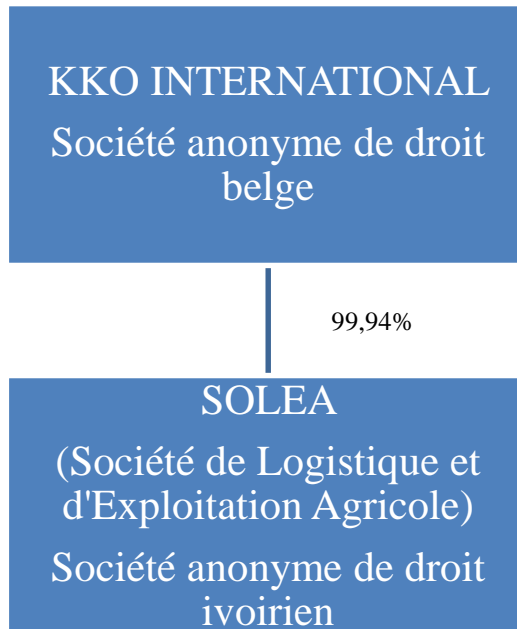 KKO INTERNATIONAL
Société anonyme de droit
belge
99,94%
SOLEA
(Société de Logistique et
d'Exploitation Agricole)
Société anonyme de droit
ivoirien